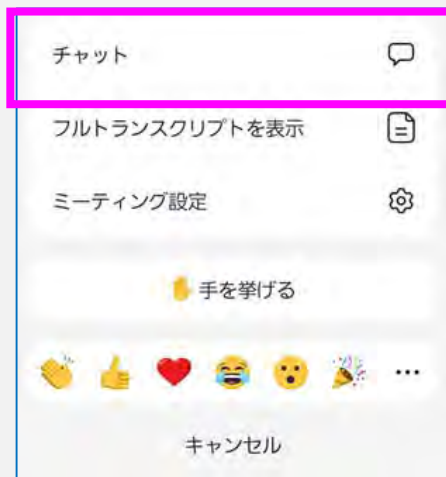 チャット
フルトランスクリプトを表示
ミーティング設定
手を挙げる
キャンセル